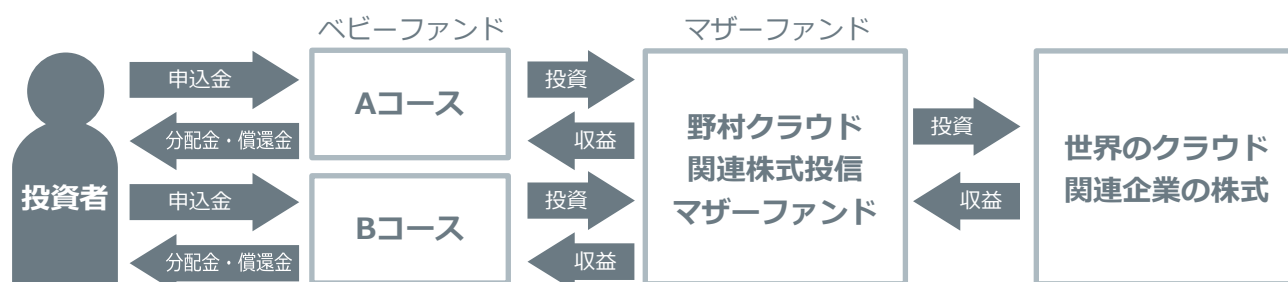 ベビーファンド
マザーファンド
申込金
分配金・償還金
Aコース
投資
収益
投資者
申込金
分配金・償還金
Bコース
投資
収益
野村クラウド
関連株式投信
マザーファンド
投資
収益
世界のクラウド
関連企業の株式